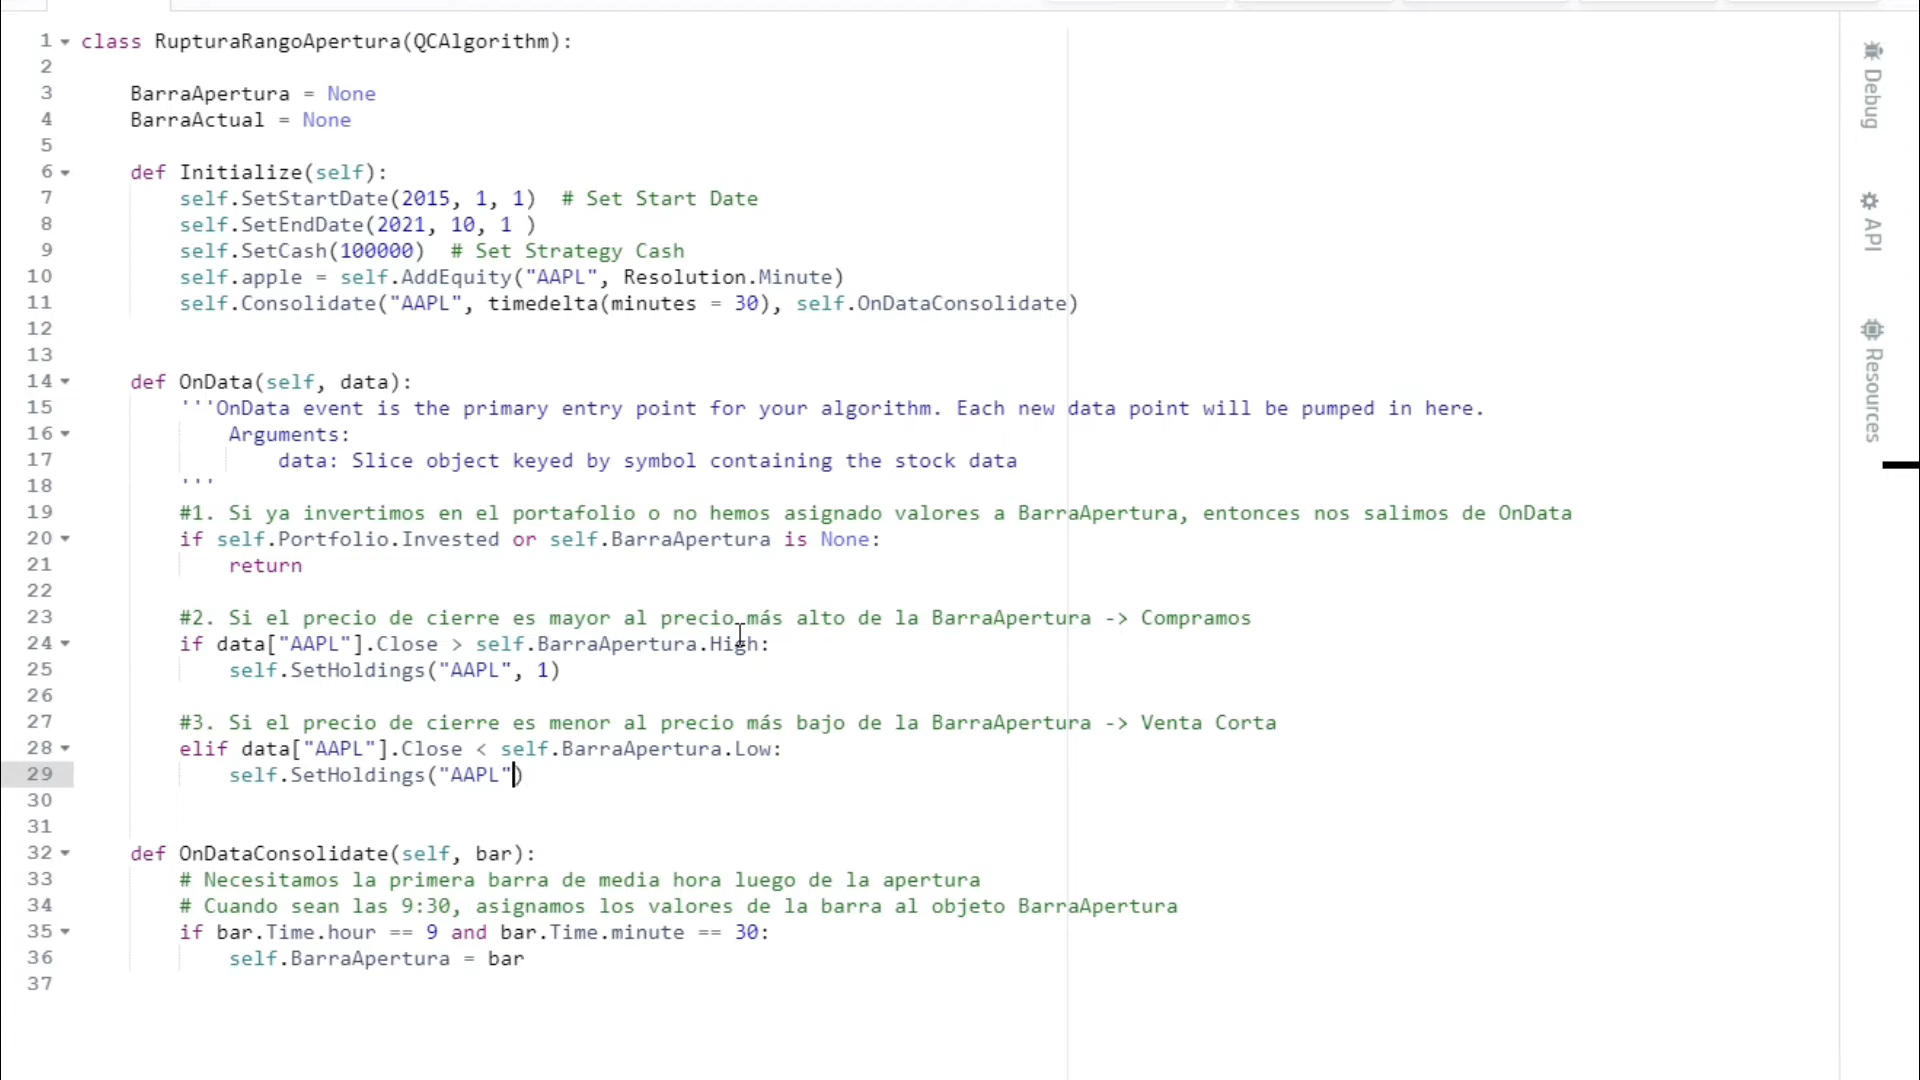 1 class RupturaRangoApertura(QCAlgorithm):
2
3 BarraApertura = None
4 BarraActual = None
5
6 def Initialize(self):
7 self.SetStartDate(2015, 1, 1)  # Set Start Date
8 self.SetEndDate(2021, 10, 1 )
9 self.SetCash(100000)  # Set Strategy Cash
10 self.apple = self.AddEquity("AAPL", Resolution.Minute)
11 self.Consolidate("AAPL", timedelta(minutes = 30), self.OnDataConsolidate)
12
13
14 def OnData(self, data):
15 '''OnData event is the primary entry point for your algorithm. Each new data point will be pumped in here.
16 Arguments:
17 data: Slice object keyed by symbol containing the stock data
18 '''
19 #1. Si ya invertimos en el portafolio o no hemos asignado valores a BarraApertura, entonces nos salimos de OnData
20 if self.Portfolio.Invested or self.BarraApertura is None:
21 return
22
23 #2. Si el precio de cierre es mayor al precio más alto de la BarraApertura -> Compramos
24 if data["AAPL"].Close > self.BarraApertura.High:
25 self.SetHoldings("AAPL", 1)
26
27 #3. Si el precio de cierre es menor al precio más bajo de la BarraApertura -> Venta Corta
28 elif data["AAPL"].Close < self.BarraApertura.Low:
29 self.SetHoldings("AAPL")
30
31
32 def OnDataConsolidate(self, bar):
33 # Necesitamos la primera barra de media hora luego de la apertura
34 # Cuando sean las 9:30, asignamos los valores de la barra al objeto BarraApertura
35 if bar.Time.hour == 9 and bar.Time.minute == 30:
36 self.BarraApertura = bar
37
Debug
API
Resources